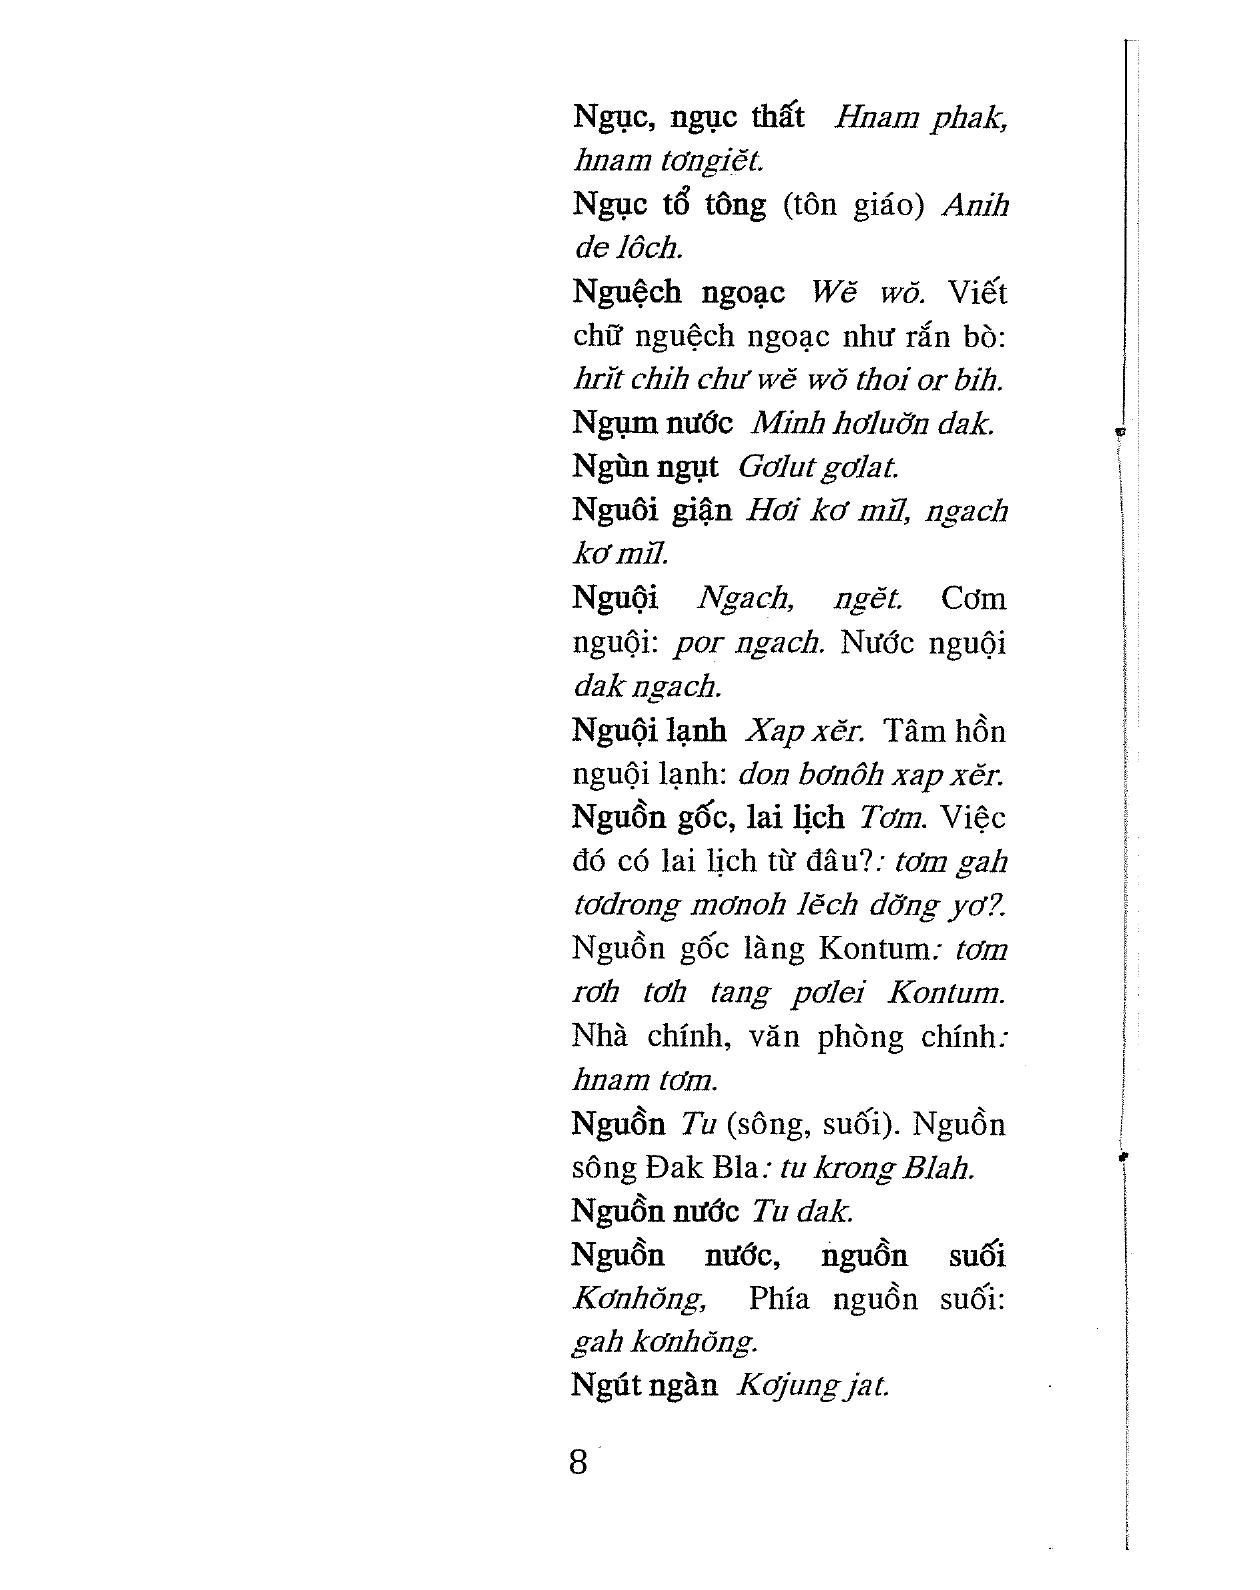 Ngục, ngục thất Hnam phak,
hnam tơngiĕt.
Ngục tổ tông (tôn giáo) Anih
de lôch.
Nguệch ngoạc Wĕ wŏ. Viết
chữ nguệch ngoạc như rắn bò:
hrĭt chih chư wĕ wŏ thoi or bih.
Ngụm nước Minh hơluơ̆n dak.
Ngùn ngụt Gơlut gơlat.
Nguôi giận Hơi kơ mĭl, ngach
kơ mĭl.
Nguội Ngach, ngĕt. Cơm
nguội: por ngach. Nước nguội
dak ngach.
Nguội lạnh Xap xĕr. Tâm hồn
nguội lạnh: don bơnôh xap xĕr.
Nguồn gốc, lai lịch Tơm. Việc
đó có lai lịch từ đâu?: tơm gah
tơdrong mơnoh lĕch dơ̆ng yơ?.
Nguồn gốc làng Kontum: tơm
rơh tơh tang pơlei Kontum.
Nhà chính, văn phòng chính:
hnam tơm.
Nguồn Tu (sông, suối). Nguồn
sông Đak Bla: tu krong Blah.
Nguồn nước Tu dak.
Nguồn nước, nguồn suối
Kơnhŏng, Phía nguồn suối:
gah kơnhŏng.
Ngút ngàn Kơjung jat.
8